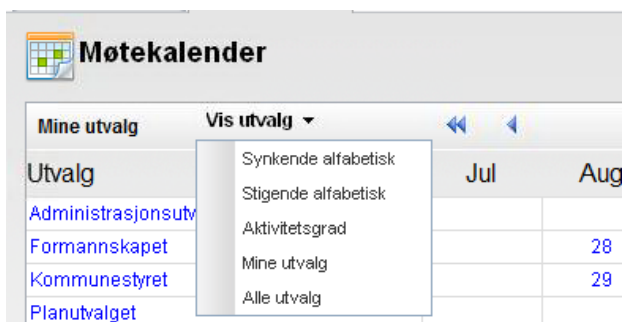 Møtekalender
Mine utvalg Vis utvalg
Utvalg Jul Aug
Synkende alfabetisk
Stigende alfabetisk
Aktivitetsgrad
Mine utvalg
Alle utvalg
Administrasjonsutv
Formannskapet 28
Kommunestyret 29
Planutvalget